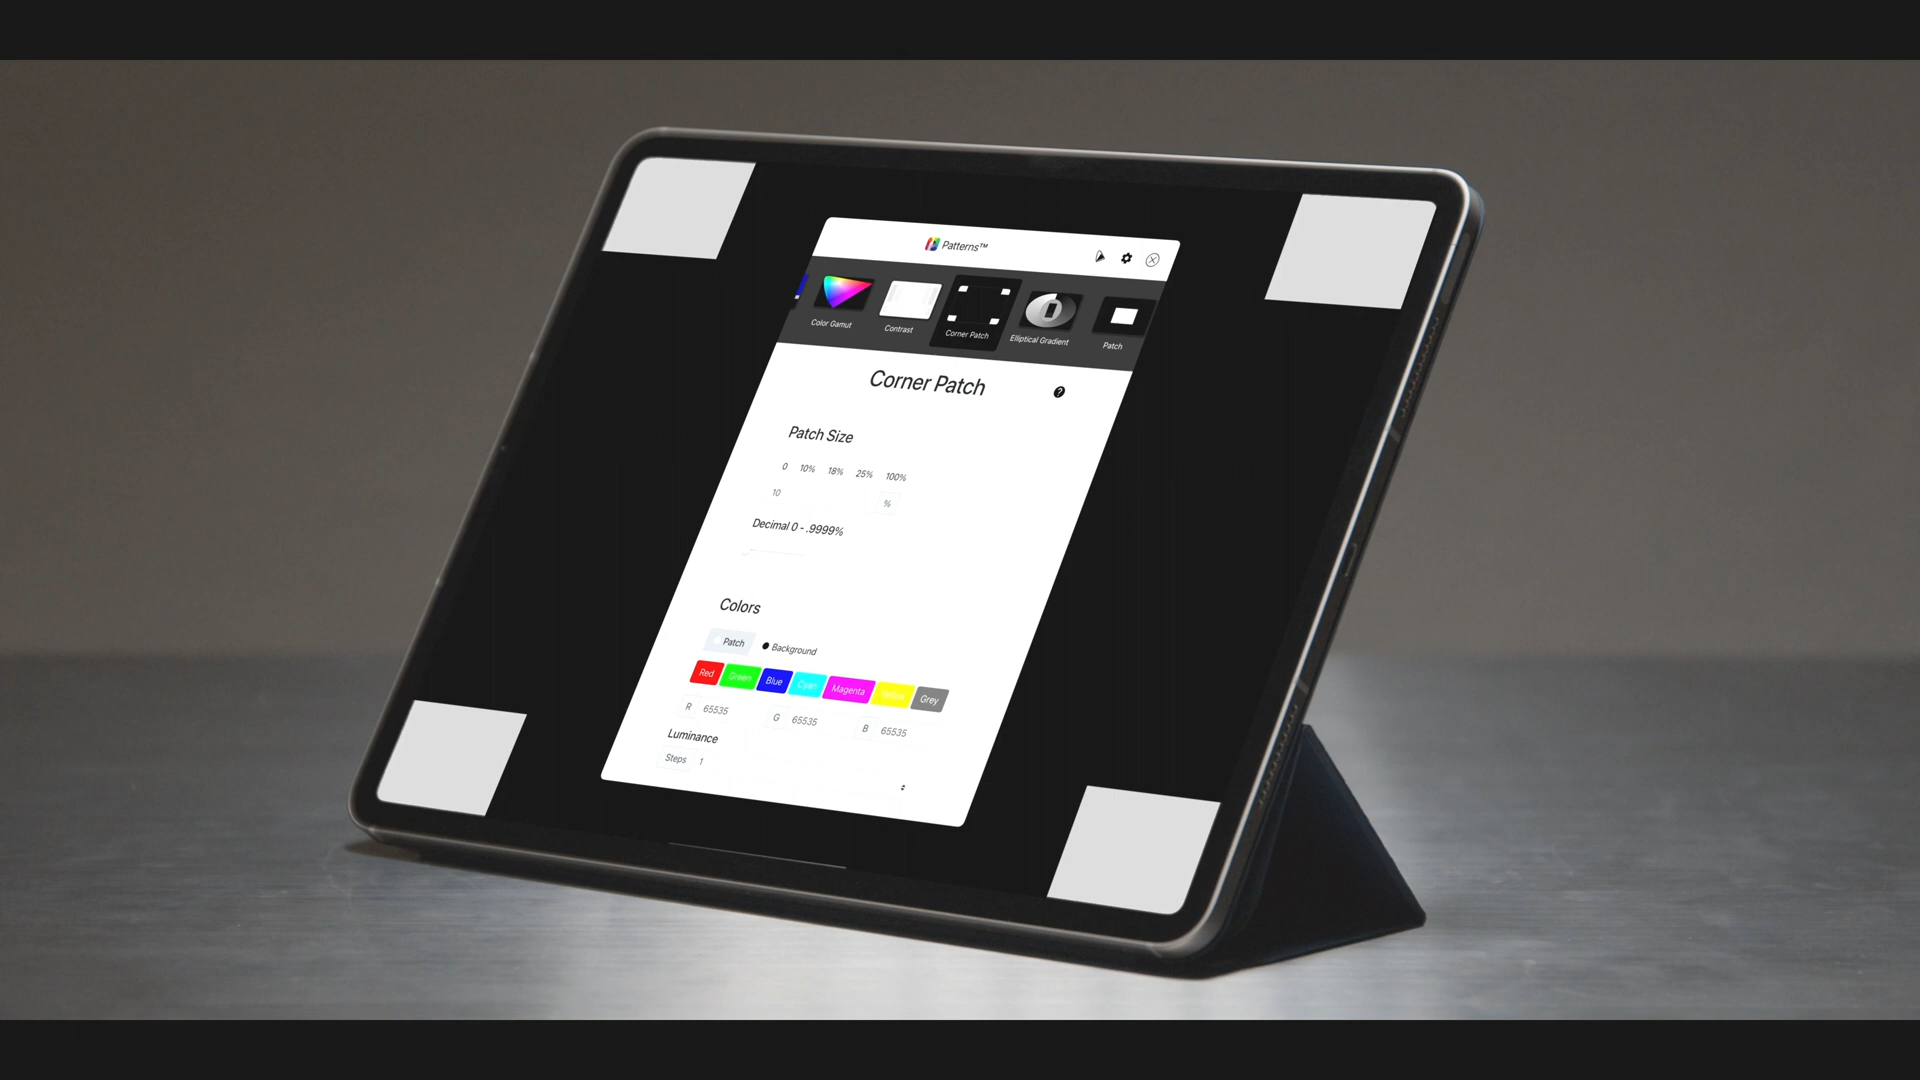 Patterns™
Color Gamut
Contrast
Corner Patch
Elliptical Gradient
Patch
Corner Patch
?
Patch Size
0 10% 18% 25% 100%
10 %
Decimal 0 - .9999%
Colors
Patch Background
Red Green Blue Cyan Magenta Yellow Grey
R 65535 G 65535 B 65535
Luminance
Steps 1